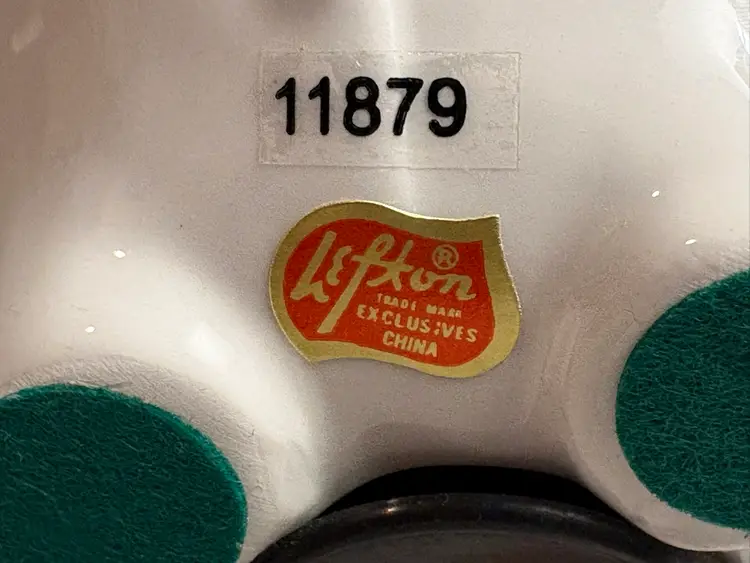 11879
Lefton ®
TRADE MARK
EXCLUSIVES
CHINA